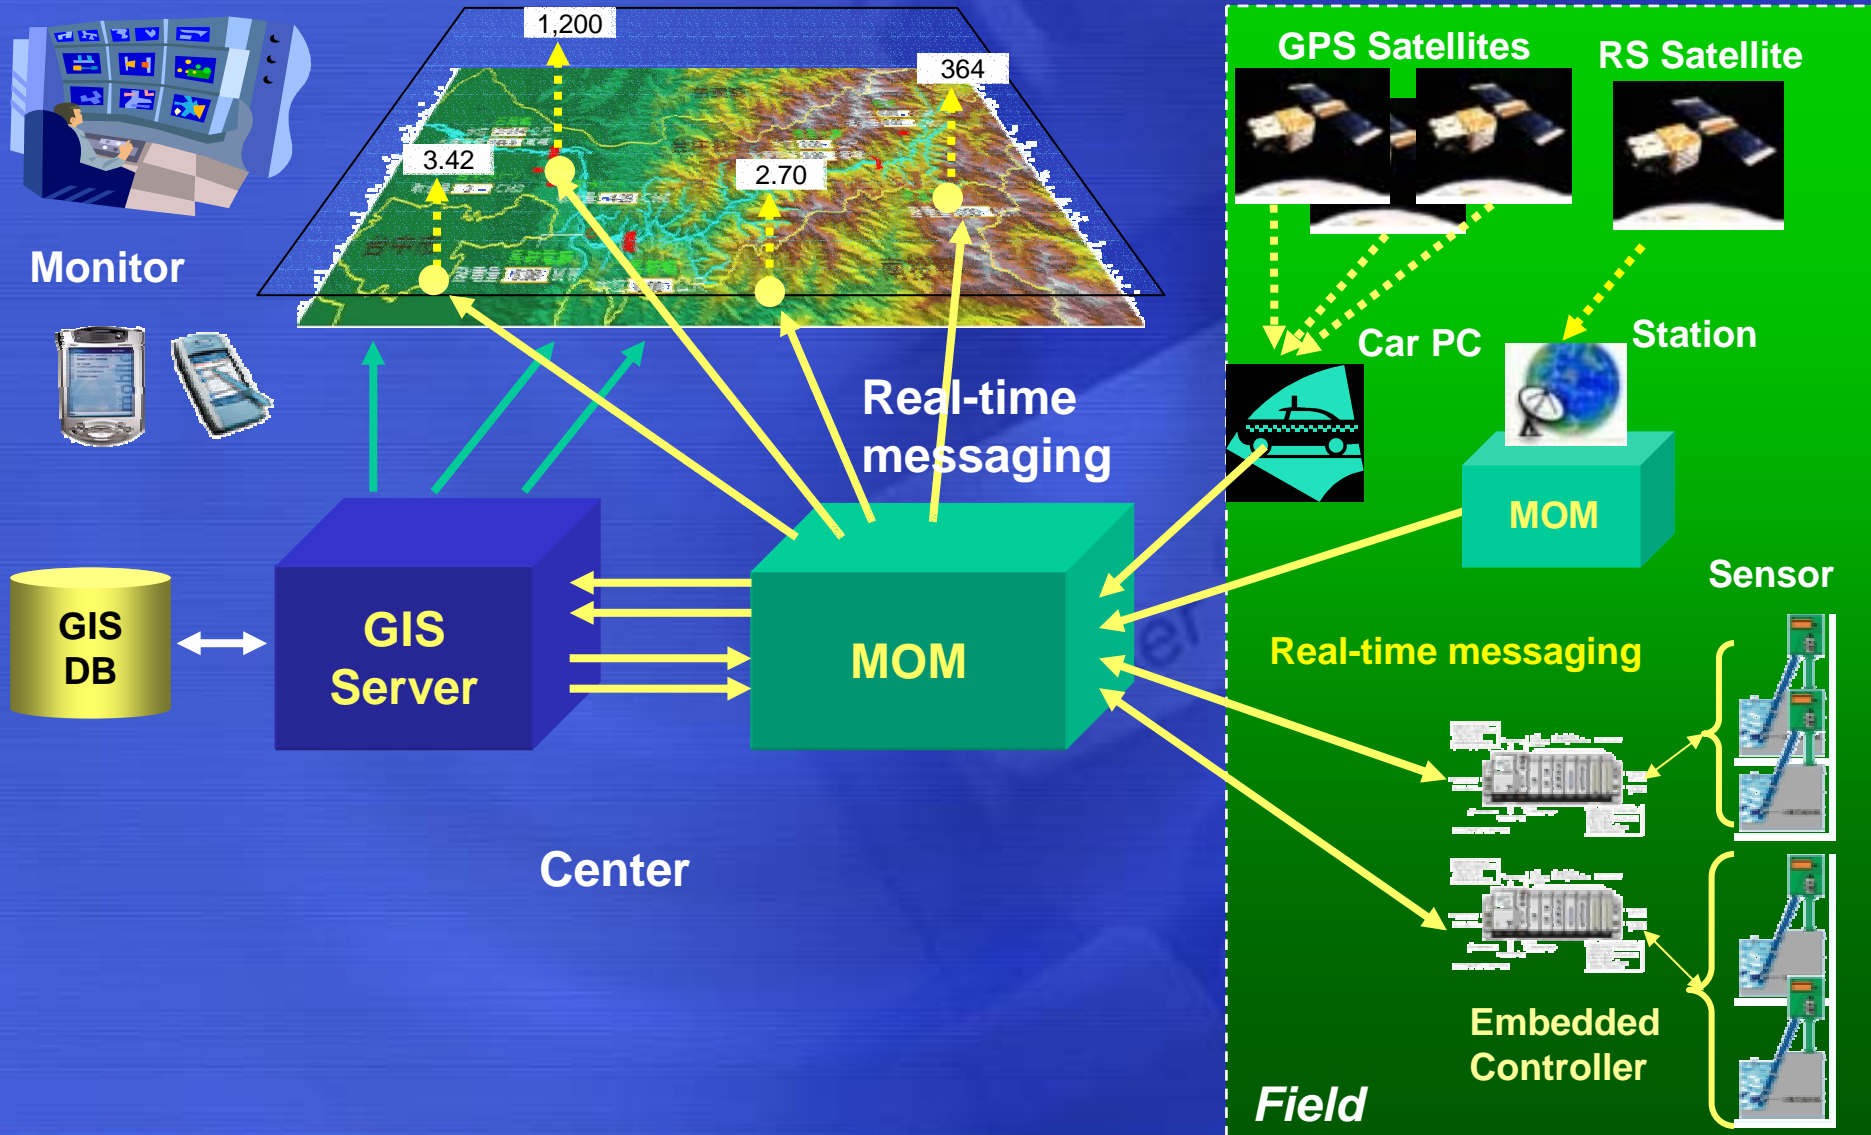 1,200
364
3.42
2.70
GPS Satellites
RS Satellite
Monitor
Car PC
Station
Real-time
messaging
MOM
Sensor
GIS
DB
GIS
Server
MOM
Real-time messaging
Center
Embedded
Controller
Field